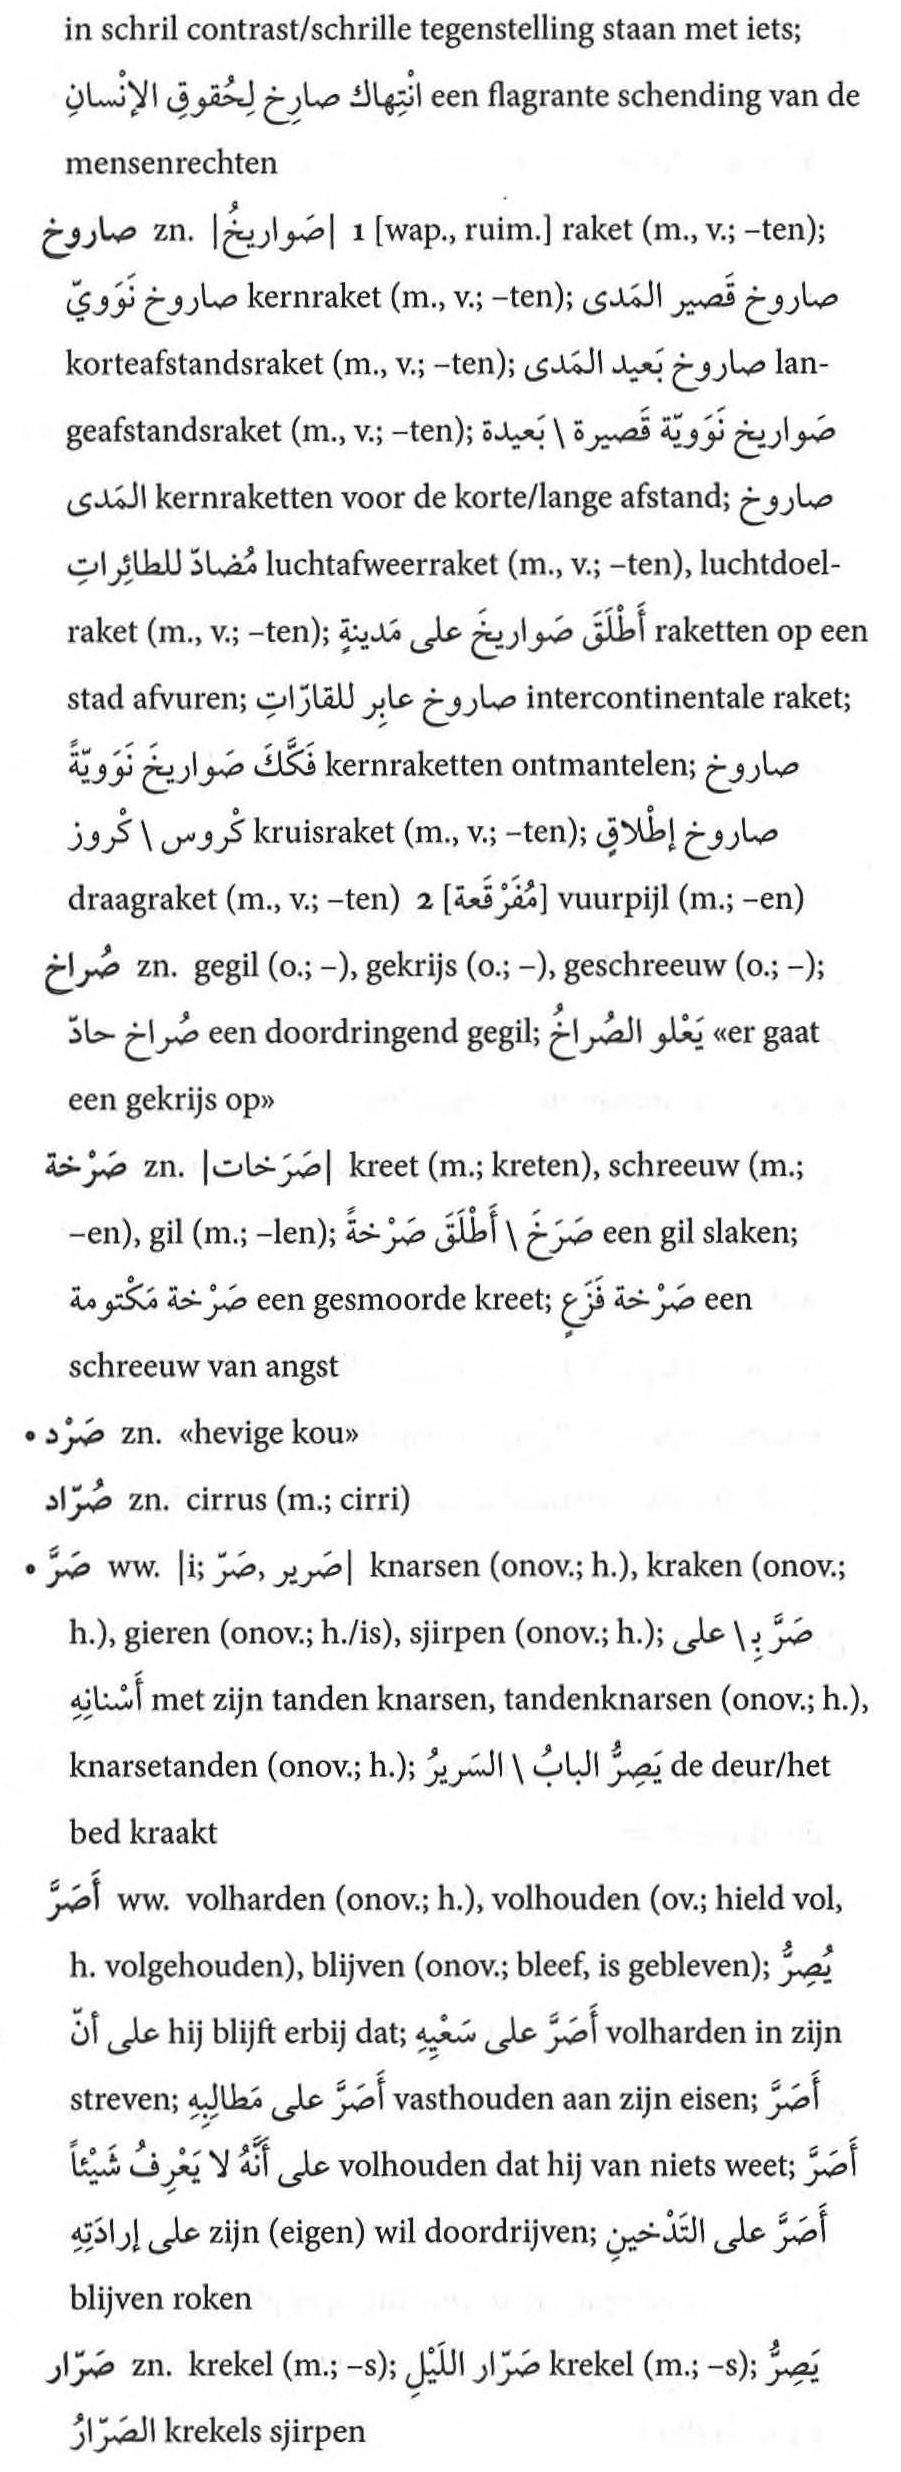 in schril contrast/schrille tegenstelling staan met iets;
انْتِهاك صارِخ لِحُقوقِ الإنْسانِ een flagrante schending van de
mensenrechten
صاروخ zn. |صَواريخُ| 1 [wap., ruim.] raket (m., v.; –ten);
صاروخ نَوَويّ kernraket (m., v.; –ten); صاروخ قَصير المَدى
korteafstandsraket (m., v.; –ten); صاروخ بَعيد المَدى lan-
geafstandsraket (m., v.; –ten); صَواريخ نَوَويّة قَصيرة \ بَعيدة
المَدى kernraketten voor de korte/lange afstand; صاروخ
مُضادّ للطائِراتِ luchtafweerraket (m., v.; –ten), luchtdoel-
raket (m., v.; –ten); أَطْلَقَ صَواريخَ على مَدينةٍ raketten op een
stad afvuren; صاروخ عابِر للقارّاتِ intercontinentale raket;
فَكَّكَ صَواريخَ نَوَويّةً kernraketten ontmantelen; صاروخ
كْروس \ كْروز kruisraket (m., v.; –ten); صاروخ إطْلاقٍ
draagraket (m., v.; –ten) 2 [مُفَرْقَعة] vuurpijl (m.; –en)
صُراخ zn. gegil (o.; –), gekrijs (o.; –), geschreeuw (o.; –);
صُراخ حادّ een doordringend gegil; يَعْلو الصُراخُ «er gaat
een gekrijs op»
صَرْخة zn. |صَرَخات| kreet (m.; kreten), schreeuw (m.;
–en), gil (m.; –len); صَرَخَ \ أَطْلَقَ صَرْخةً een gil slaken;
صَرْخة مَكْتومة een gesmoorde kreet; صَرْخة فَزَعٍ een
schreeuw van angst
• صَرْد zn. «hevige kou»
صُرّاد zn. cirrus (m.; cirri)
• صَرَّ ww. |i; صَرير ,صَرّ| knarsen (onov.; h.), kraken (onov.;
h.), gieren (onov.; h./is), sjirpen (onov.; h.); صَرَّ بِـ\ على
أَسْنانِهِ met zijn tanden knarsen, tandenknarsen (onov.; h.),
knarsetanden (onov.; h.); يَصِرُّ البابُ \ السَريرُ de deur/het
bed kraakt
أَصَرَّ ww. volharden (onov.; h.), volhouden (ov.; hield vol,
h. volgehouden), blijven (onov.; bleef, is gebleven); يُصِرُّ
على أنّ hij blijft erbij dat; أَصَرَّ على سَعْيِهِ volharden in zijn
streven; أَصَرَّ على مَطالِبِهِ vasthouden aan zijn eisen; أَصَرَّ
على أَنَّهُ لا يَعْرِفُ شَيْئاً volhouden dat hij van niets weet; أَصَرَّ
على إرادَتِهِ zijn (eigen) wil doordrijven; أَصَرَّ على التَدْخينِ
blijven roken
صَرّار zn. krekel (m.; –s); صَرّار اللَيْلِ krekel (m.; –s); يَصِرُّ
الصَرّارُ krekels sjirpen